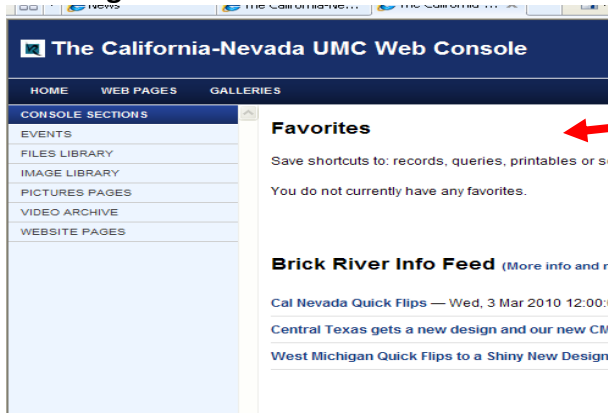 News
The California-Ne...
The California ...
The California-Nevada UMC Web Console
HOME WEB PAGES GALLERIES
CONSOLE SECTIONS
EVENTS
FILES LIBRARY
IMAGE LIBRARY
PICTURES PAGES
VIDEO ARCHIVE
WEBSITE PAGES
Favorites
Save shortcuts to: records, queries, printables or
You do not currently have any favorites.
Brick River Info Feed (More info and
Cal Nevada Quick Flips — Wed, 3 Mar 2010 12:00:
Central Texas gets a new design and our new CM
West Michigan Quick Flips to a Shiny New Design